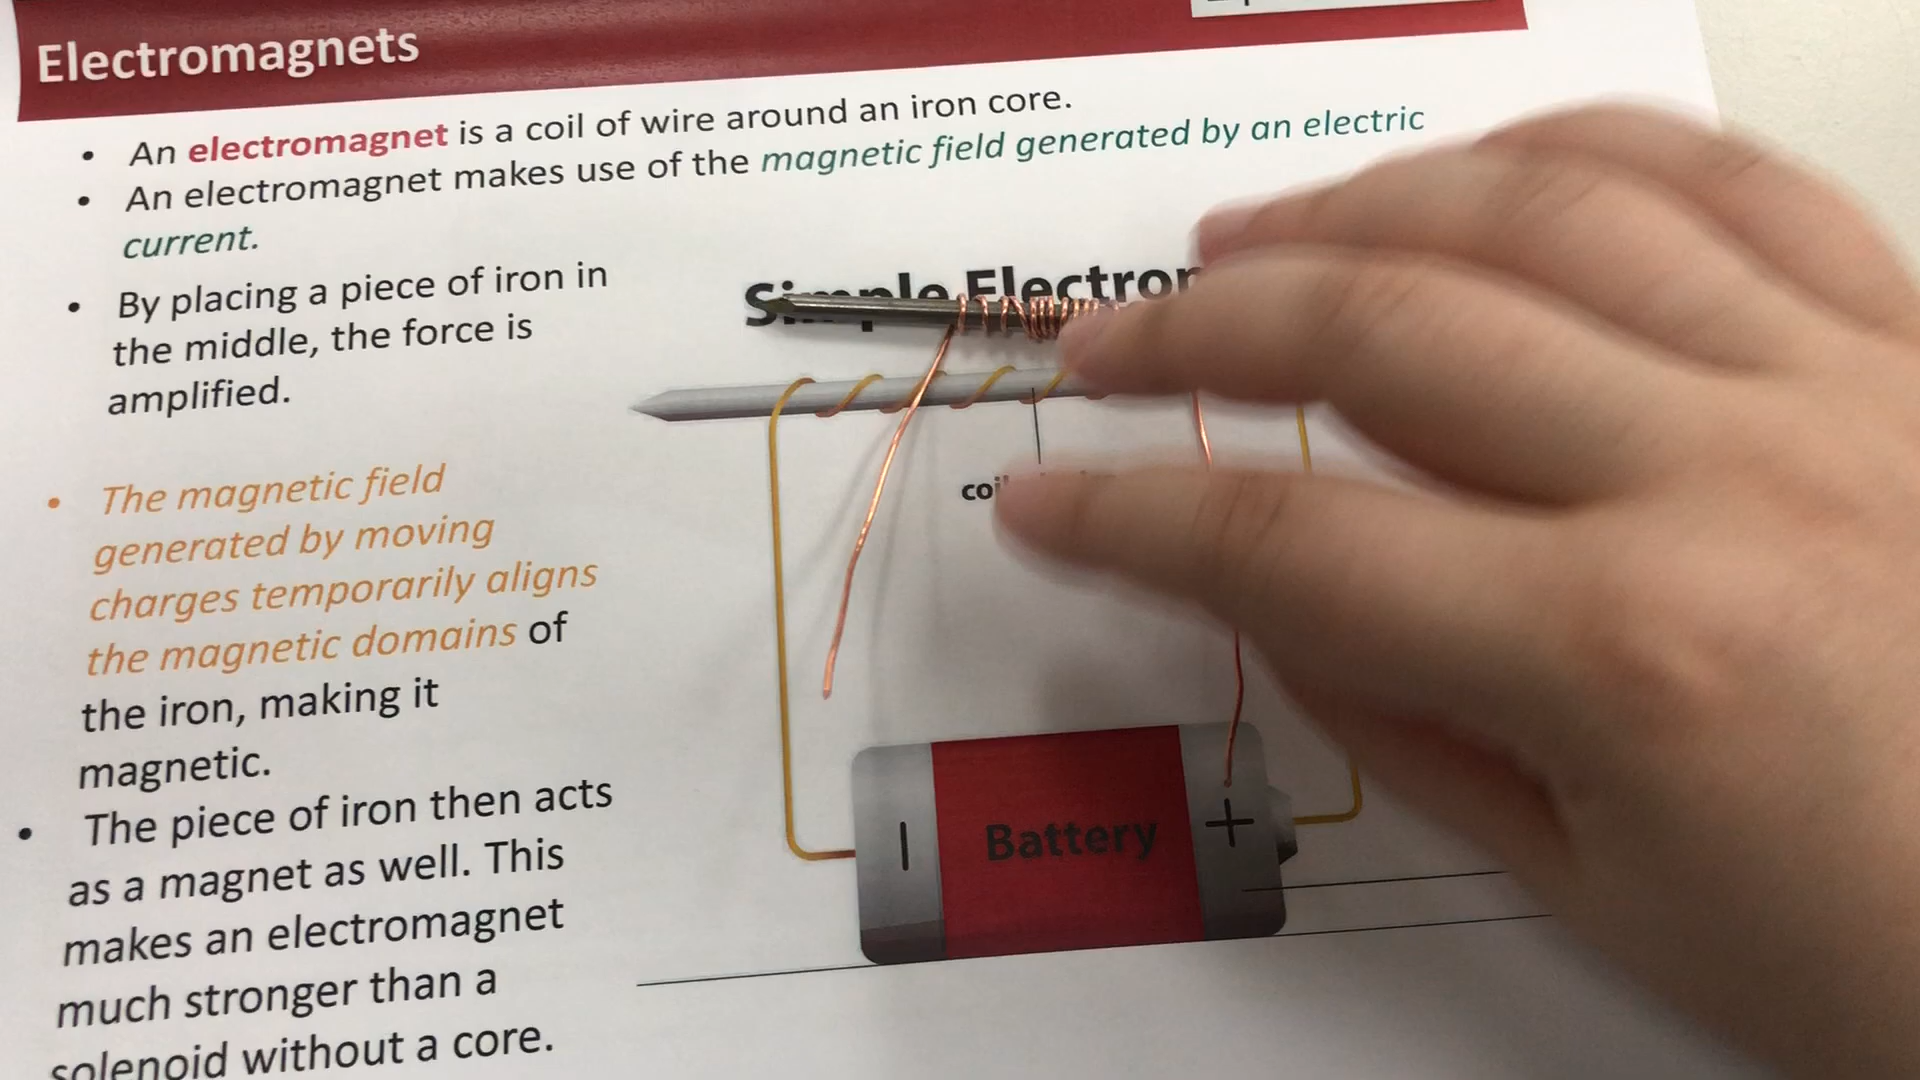 Electromagnets
• An electromagnet is a coil of wire around an iron core.
• An electromagnet makes use of the magnetic field generated by an electric
current.
• By placing a piece of iron in
the middle, the force is
amplified.
• The magnetic field
generated by moving
charges temporarily aligns
the magnetic domains of
the iron, making it
magnetic.
• The piece of iron then acts
as a magnet as well. This
makes an electromagnet
much stronger than a
solenoid without a core.
Simple Electron
Battery
+